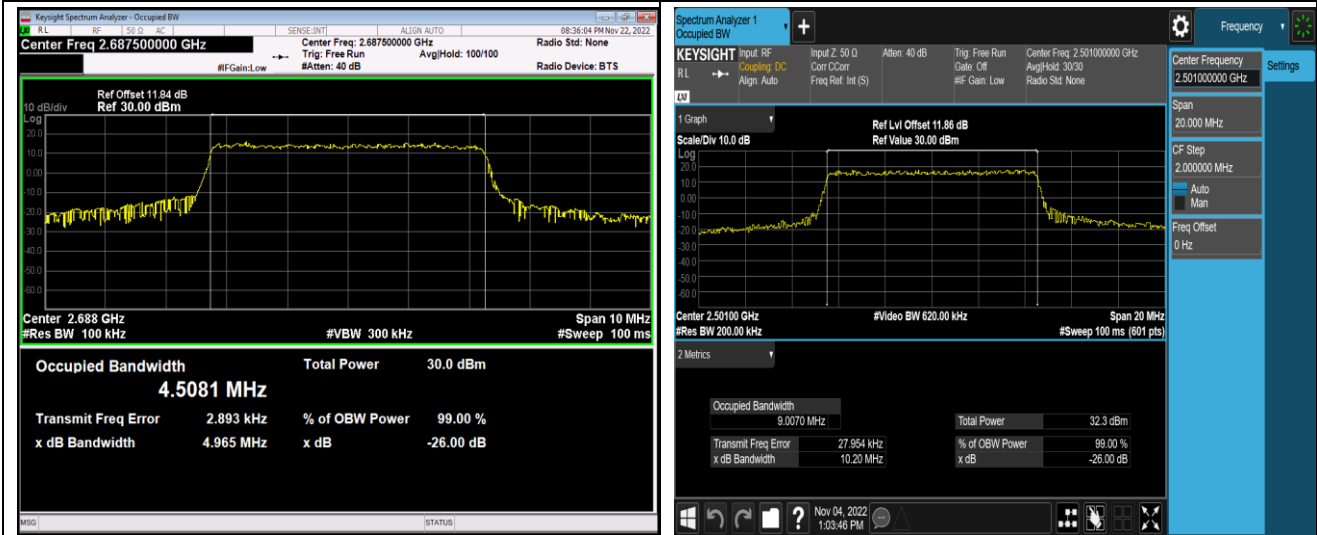 Keysight Spectrum Analyzer - Occupied BW
RL RF 50 Ω AC SENSE:INT ALIGN AUTO 08:36:04 PM Nov 22, 2022
Center Freq 2.687500000 GHz
Center Freq: 2.687500000 GHz
Radio Std: None
Trig: Free Run Avg|Hold: 100/100
#IFGain:Low #Atten: 40 dB Radio Device: BTS
Ref Offset 11.84 dB
10 dB/div Ref 30.00 dBm
Log
20.0
10.0
0.00
-10.0
-20.0
-30.0
-40.0
-50.0
-60.0
Center 2.688 GHz Span 10 MHz
#Res BW 100 kHz #VBW 300 kHz #Sweep 100 ms
Occupied Bandwidth Total Power 30.0 dBm
4.5081 MHz
Transmit Freq Error 2.893 kHz % of OBW Power 99.00 %
x dB Bandwidth 4.965 MHz x dB -26.00 dB
MSG STATUS
Spectrum Analyzer 1
Occupied BW
+
Frequency
KEYSIGHT Input: RF Input Z: 50 Ω Atten: 40 dB Trig: Free Run Center Freq: 2.501000000 GHz
RL Coupling: DC Corr CCorr Gate: Off Avg|Hold: 30/30
Align: Auto Freq Ref: Int (S) #IF Gain: Low Radio Std: None
LXI
1 Graph
Ref Lvl Offset 11.86 dB
Scale/Div 10.0 dB Ref Value 30.00 dBm
Log
20.0
10.0
0.00
-10.0
-20.0
-30.0
-40.0
-50.0
-60.0
Center 2.50100 GHz #Video BW 620.00 kHz Span 20 MHz
#Res BW 200.00 kHz #Sweep 100 ms (601 pts)
2 Metrics
Occupied Bandwidth
9.0070 MHz Total Power 32.3 dBm
Transmit Freq Error 27.954 kHz % of OBW Power 99.00 %
x dB Bandwidth 10.20 MHz x dB -26.00 dB
? Nov 04, 2022
1:03:46 PM
Center Frequency
2.501000000 GHz
Settings
Span
20.000 MHz
CF Step
2.000000 MHz
Auto
Man
Freq Offset
0 Hz